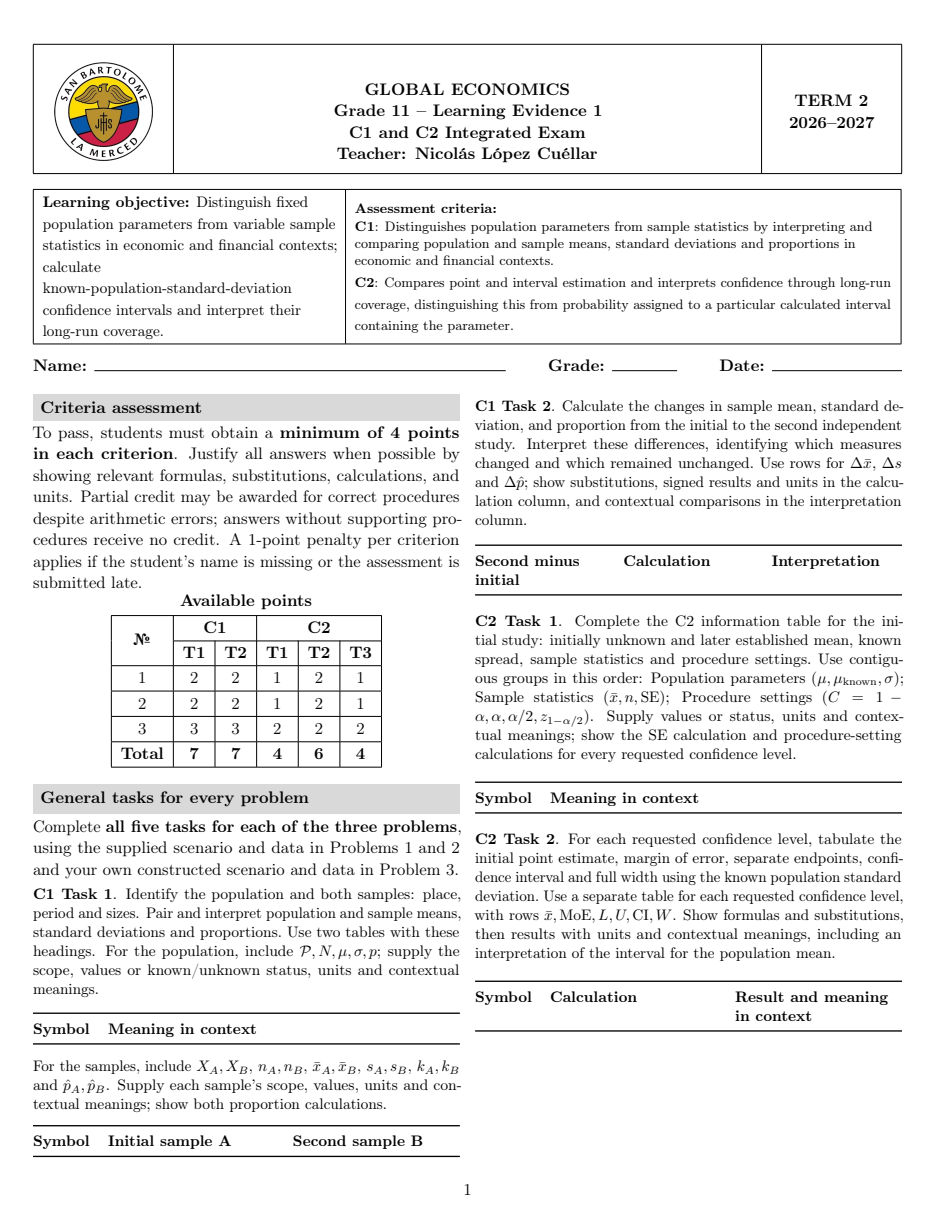 SAN BARTOLOME
JHS
LA MERCED
GLOBAL ECONOMICS
Grade 11 – Learning Evidence 1
C1 and C2 Integrated Exam
Teacher: Nicolás López Cuéllar
TERM 2
2026–2027
Learning objective: Distinguish fixed
population parameters from variable sample
statistics in economic and financial contexts;
calculate
known-population-standard-deviation
confidence intervals and interpret their
long-run coverage.
Assessment criteria:
C1: Distinguishes population parameters from sample statistics by interpreting and
comparing population and sample means, standard deviations and proportions in
economic and financial contexts.
C2: Compares point and interval estimation and interprets confidence through long-run
coverage, distinguishing this from probability assigned to a particular calculated interval
containing the parameter.
Name: Grade: Date:
Criteria assessment
To pass, students must obtain a minimum of 4 points
in each criterion. Justify all answers when possible by
showing relevant formulas, substitutions, calculations, and
units. Partial credit may be awarded for correct procedures
despite arithmetic errors; answers without supporting pro-
cedures receive no credit. A 1-point penalty per criterion
applies if the student's name is missing or the assessment is
submitted late.
Available points
№ C1 C2
T1 T2 T1 T2 T3
1 2 2 1 2 1
2 2 2 1 2 1
3 3 3 2 2 2
Total 7 7 4 6 4
General tasks for every problem
Complete all five tasks for each of the three problems,
using the supplied scenario and data in Problems 1 and 2
and your own constructed scenario and data in Problem 3.
C1 Task 1. Identify the population and both samples: place,
period and sizes. Pair and interpret population and sample means,
standard deviations and proportions. Use two tables with these
headings. For the population, include 𝒫, N, μ, σ, p; supply the
scope, values or known/unknown status, units and contextual
meanings.
Symbol Meaning in context
For the samples, include X_A, X_B, n_A, n_B, x̄_A, x̄_B, s_A, s_B, k_A, k_B
and p̂_A, p̂_B. Supply each sample's scope, values, units and con-
textual meanings; show both proportion calculations.
Symbol Initial sample A Second sample B
C1 Task 2. Calculate the changes in sample mean, standard de-
viation, and proportion from the initial to the second independent
study. Interpret these differences, identifying which measures
changed and which remained unchanged. Use rows for Δx̄, Δs
and Δp̂; show substitutions, signed results and units in the calcu-
lation column, and contextual comparisons in the interpretation
column.
Second minus Calculation Interpretation
initial
C2 Task 1. Complete the C2 information table for the ini-
tial study: initially unknown and later established mean, known
spread, sample statistics and procedure settings. Use contigu-
ous groups in this order: Population parameters (μ, μ_known, σ);
Sample statistics (x̄, n, SE); Procedure settings (C = 1 −
α, α, α/2, z_{1−α/2}). Supply values or status, units and contex-
tual meanings; show the SE calculation and procedure-setting
calculations for every requested confidence level.
Symbol Meaning in context
C2 Task 2. For each requested confidence level, tabulate the
initial point estimate, margin of error, separate endpoints, confi-
dence interval and full width using the known population standard
deviation. Use a separate table for each requested confidence level,
with rows x̄, MoE, L, U, CI, W. Show formulas and substitutions,
then results with units and contextual meanings, including an
interpretation of the interval for the population mean.
Symbol Calculation Result and meaning
in context
1